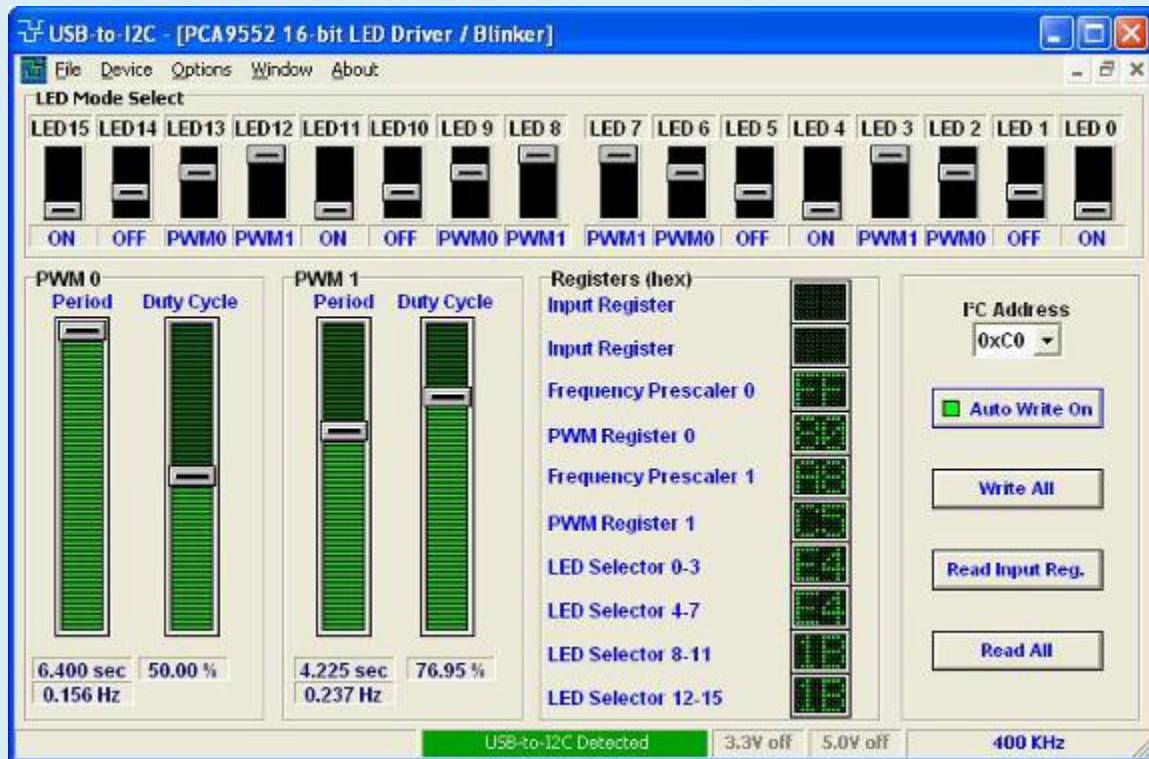 USB-to-I2C - [PCA9552 16-bit LED Driver / Blinker]
File Device Options Window About
LED Mode Select
LED15 LED14 LED13 LED12 LED11 LED10 LED 9 LED 8 LED 7 LED 6 LED 5 LED 4 LED 3 LED 2 LED 1 LED 0
ON OFF PWM0 PWM1 ON OFF PWM0 PWM1 PWM1 PWM0 OFF ON PWM1 PWM0 OFF ON
PWM 0
Period Duty Cycle
6.400 sec 50.00 %
0.156 Hz
PWM 1
Period Duty Cycle
4.225 sec 76.95 %
0.237 Hz
Registers (hex)
Input Register
Input Register
Frequency Prescaler 0
PWM Register 0
Frequency Prescaler 1
PWM Register 1
LED Selector 0-3
LED Selector 4-7
LED Selector 8-11
LED Selector 12-15
I²C Address
0xC0
Auto Write On
Write All
Read Input Reg.
Read All
USB-to-I2C Detected 3.3V off 5.0V off 400 KHz